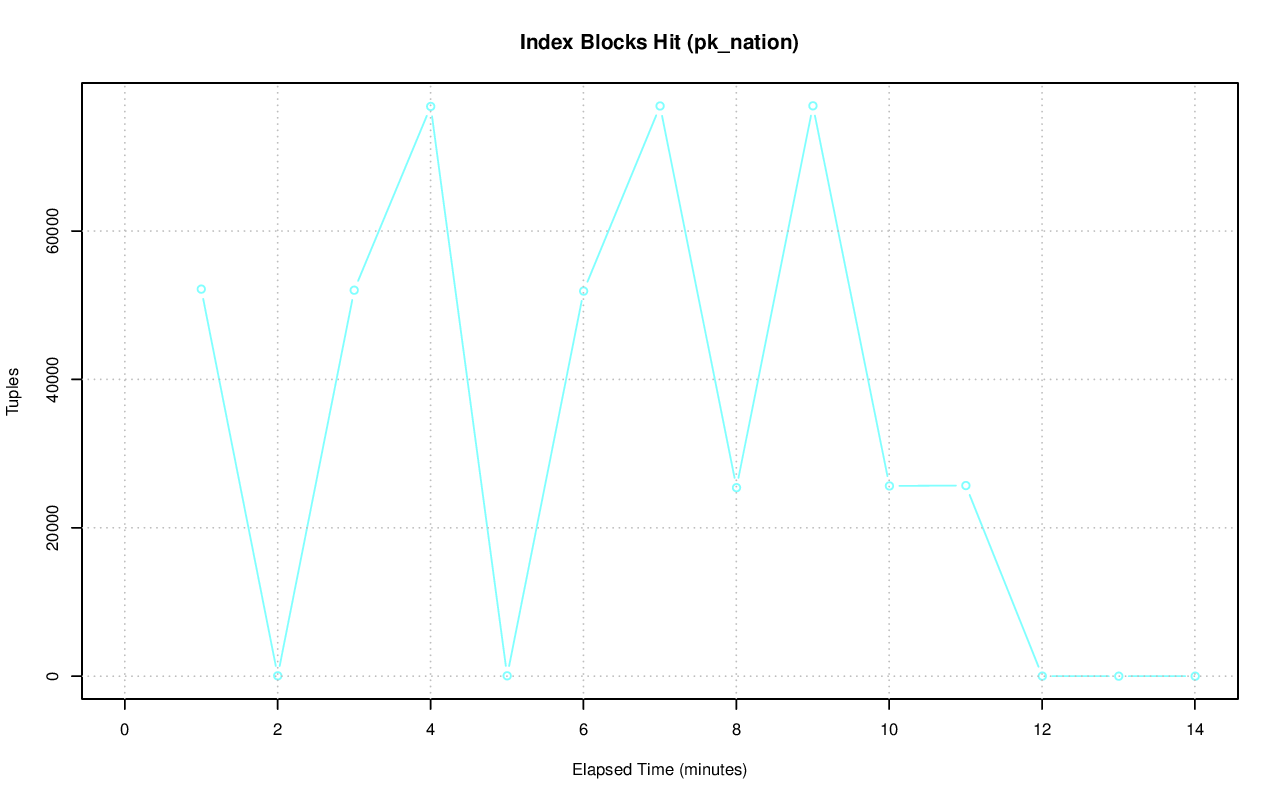 Index Blocks Hit (pk_nation)
Tuples
60000
40000
20000
0
0 2 4 6 8 10 12 14
Elapsed Time (minutes)